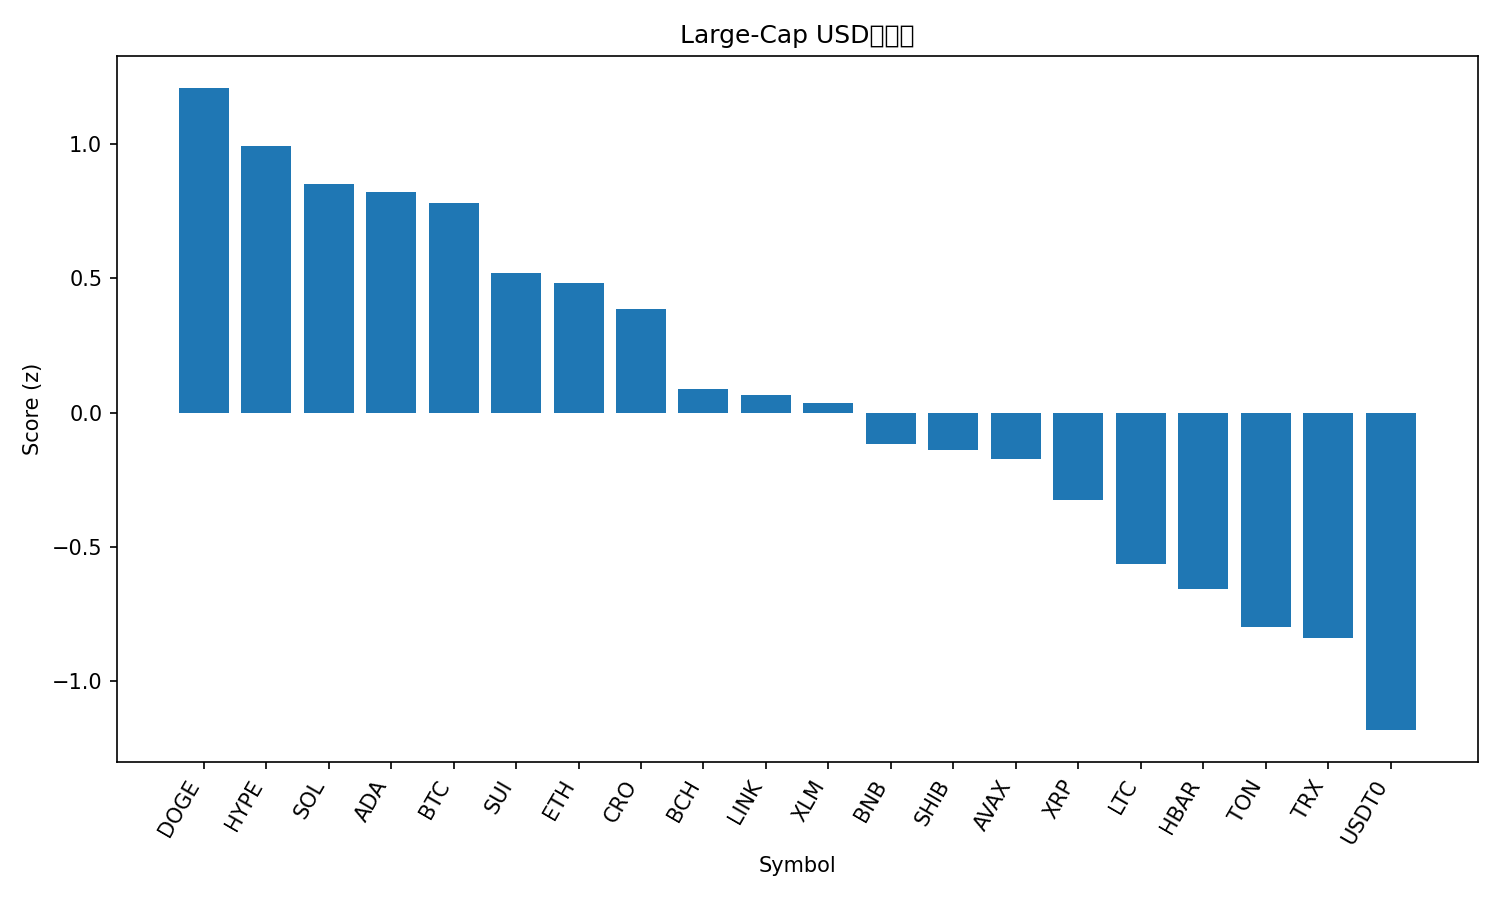 Large-Cap USD
1.0
0.5
0.0
−0.5
−1.0
Score (z)
DOGE
HYPE
SOL
ADA
BTC
SUI
ETH
CRO
BCH
LINK
XLM
BNB
SHIB
AVAX
XRP
LTC
HBAR
TON
TRX
USDT0
Symbol